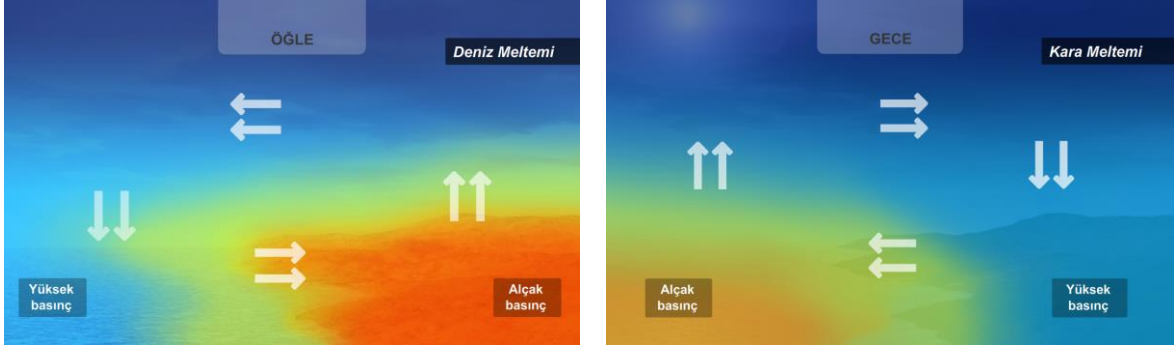 ÖĞLE
Deniz Meltemi
Yüksek
basınç
Alçak
basınç
GECE
Kara Meltemi
Alçak
basınç
Yüksek
basınç